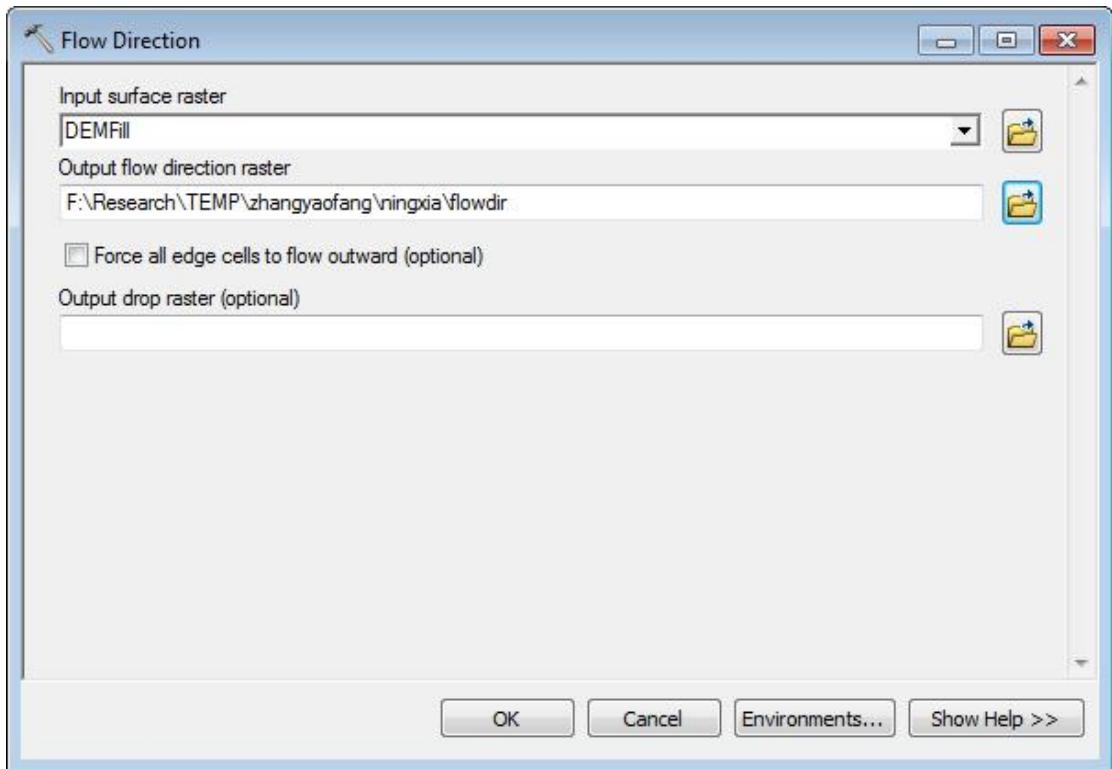 Flow Direction
Input surface raster
DEMFill
Output flow direction raster
F:\Research\TEMP\zhangyaofang\ningxia\flowdir
Force all edge cells to flow outward (optional)
Output drop raster (optional)
OK
Cancel
Environments...
Show Help >>